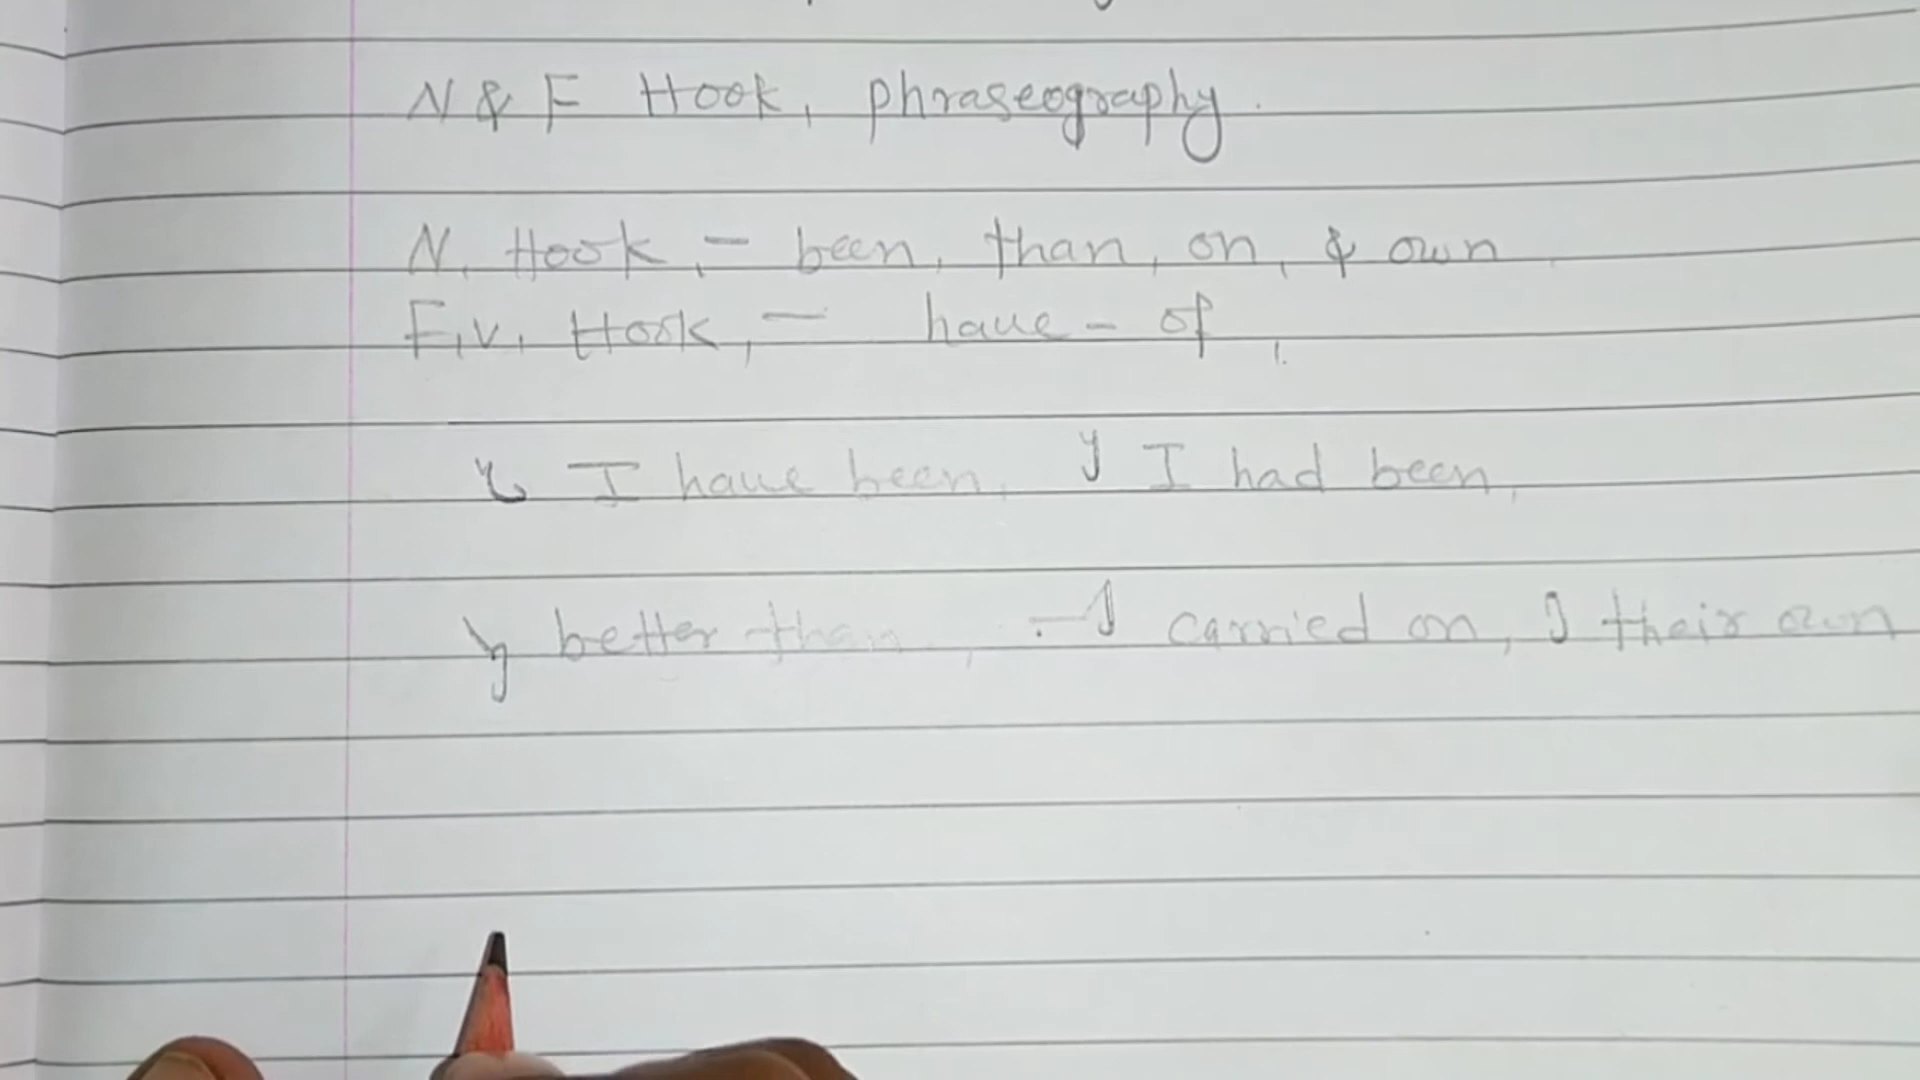 N & F Hook, phraseography.
N, Hook, - been, than, on, & own
F,v, Hook, - have - of,
I have been, I had been,
better than, carried on, their own